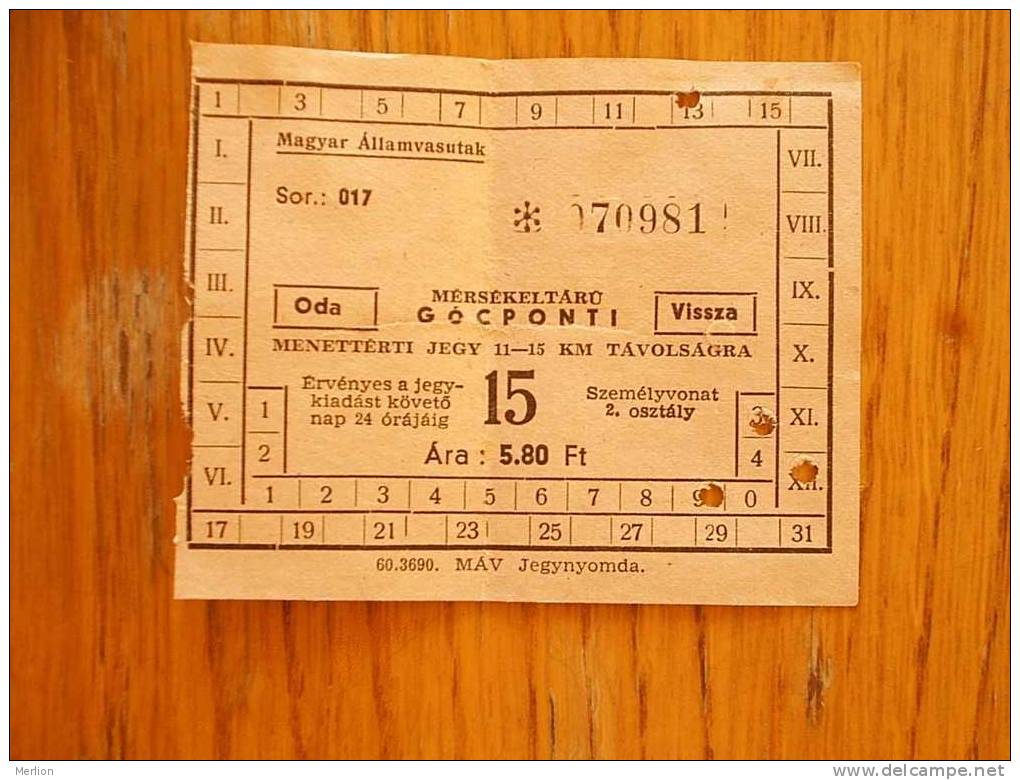 1 3 5 7 9 11 13 15
I. Magyar Államvasutak VII.
Sor.: 017
II. * 070981 VIII.
III. IX.
Oda MÉRSÉKELTÁRÚ Vissza
GÓCPONTI
IV. MENETTÉRTI JEGY 11—15 KM TÁVOLSÁGRA X.
Érvényes a jegy- 15 Személyvonat
V. 1 kiadást követő 2. osztály 3 XI.
nap 24 órájáig
2 Ára : 5.80 Ft 4
VI. XII.
1 2 3 4 5 6 7 8 9 0
17 19 21 23 25 27 29 31
60.3690. MÁV Jegynyomda.
Merlion
delcampe.net